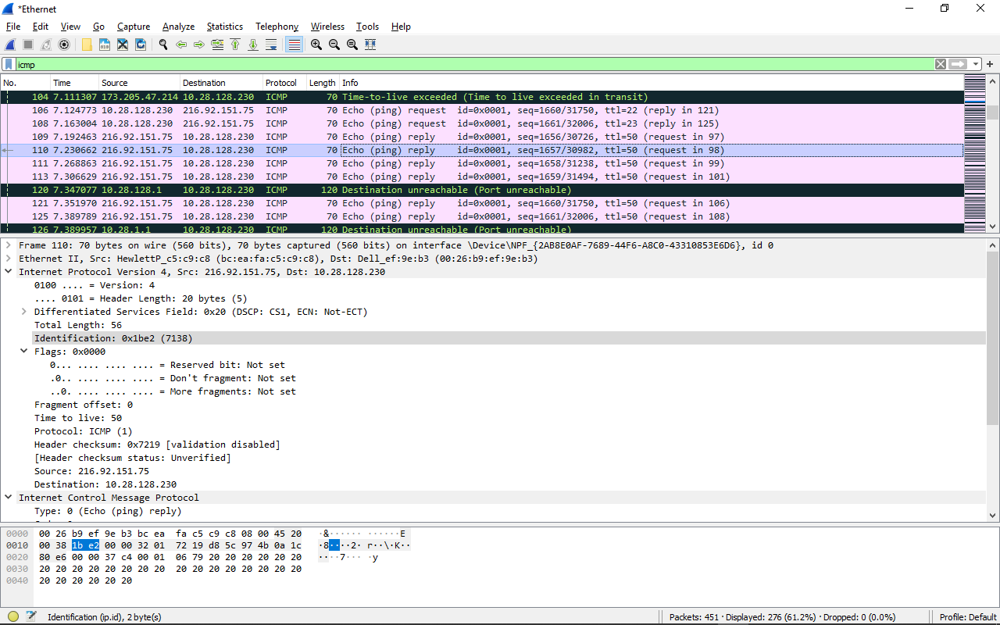 *Ethernet
File Edit View Go Capture Analyze Statistics Telephony Wireless Tools Help
icmp
No. Time Source Destination Protocol Length Info
104 7.111307 173.205.47.214 10.28.128.230 ICMP 70 Time-to-live exceeded (Time to live exceeded in transit)
106 7.124773 10.28.128.230 216.92.151.75 ICMP 70 Echo (ping) request id=0x0001, seq=1660/31750, ttl=22 (reply in 121)
108 7.163004 10.28.128.230 216.92.151.75 ICMP 70 Echo (ping) request id=0x0001, seq=1661/32006, ttl=23 (reply in 125)
109 7.192463 216.92.151.75 10.28.128.230 ICMP 70 Echo (ping) reply id=0x0001, seq=1656/30726, ttl=50 (request in 97)
110 7.230662 216.92.151.75 10.28.128.230 ICMP 70 Echo (ping) reply id=0x0001, seq=1657/30982, ttl=50 (request in 98)
111 7.268863 216.92.151.75 10.28.128.230 ICMP 70 Echo (ping) reply id=0x0001, seq=1658/31238, ttl=50 (request in 99)
113 7.306629 216.92.151.75 10.28.128.230 ICMP 70 Echo (ping) reply id=0x0001, seq=1659/31494, ttl=50 (request in 101)
120 7.347077 10.28.128.1 10.28.128.230 ICMP 120 Destination unreachable (Port unreachable)
121 7.351970 216.92.151.75 10.28.128.230 ICMP 70 Echo (ping) reply id=0x0001, seq=1660/31750, ttl=50 (request in 106)
125 7.389789 216.92.151.75 10.28.128.230 ICMP 70 Echo (ping) reply id=0x0001, seq=1661/32006, ttl=50 (request in 108)
126 7.389957 10.28.1.1 10.28.128.230 ICMP 120 Destination unreachable (Port unreachable)
Frame 110: 70 bytes on wire (560 bits), 70 bytes captured (560 bits) on interface \Device\NPF_{2AB8E0AF-7689-44F6-A8C0-43310853E6D6}, id 0
Ethernet II, Src: HewlettP_c5:c9:c8 (bc:ea:fa:c5:c9:c8), Dst: Dell_ef:9e:b3 (00:26:b9:ef:9e:b3)
Internet Protocol Version 4, Src: 216.92.151.75, Dst: 10.28.128.230
0100 .... = Version: 4
.... 0101 = Header Length: 20 bytes (5)
Differentiated Services Field: 0x20 (DSCP: CS1, ECN: Not-ECT)
Total Length: 56
Identification: 0x1be2 (7138)
Flags: 0x0000
0... .... .... .... = Reserved bit: Not set
.0.. .... .... .... = Don't fragment: Not set
..0. .... .... .... = More fragments: Not set
Fragment offset: 0
Time to live: 50
Protocol: ICMP (1)
Header checksum: 0x7219 [validation disabled]
[Header checksum status: Unverified]
Source: 216.92.151.75
Destination: 10.28.128.230
Internet Control Message Protocol
Type: 0 (Echo (ping) reply)
0000 00 26 b9 ef 9e b3 bc ea fa c5 c9 c8 08 00 45 20 ·&······ ······E
0010 00 38 1b e2 00 00 32 01 72 19 d8 5c 97 4b 0a 1c ·8····2· r··\·K··
0020 80 e6 00 00 37 c4 00 01 06 79 20 20 20 20 20 20 ····7··· ·y
0030 20 20 20 20 20 20 20 20 20 20 20 20 20 20 20 20
0040 20 20 20 20 20 20
Identification (ip.id), 2 byte(s) Packets: 451 · Displayed: 276 (61.2%) · Dropped: 0 (0.0%) Profile: Default